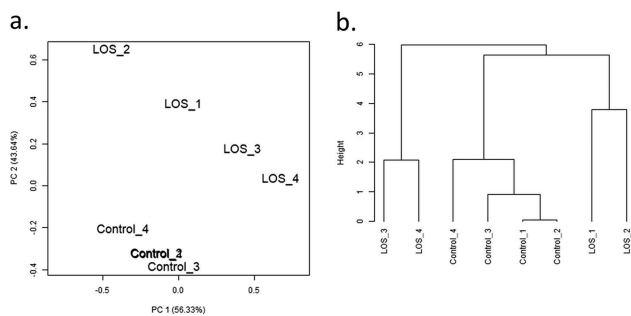 a.
LOS_2
LOS_1
LOS_3
LOS_4
Control_4
Control_2
Control_3
0.6
0.4
0.2
0.0
-0.2
-0.4
PC 2 (43.64%)
-0.5
0.0
0.5
PC 1 (56.33%)
b.
6
5
4
3
2
1
0
Height
LOS_3
LOS_4
Control_4
Control_3
Control_1
Control_2
LOS_1
LOS_2